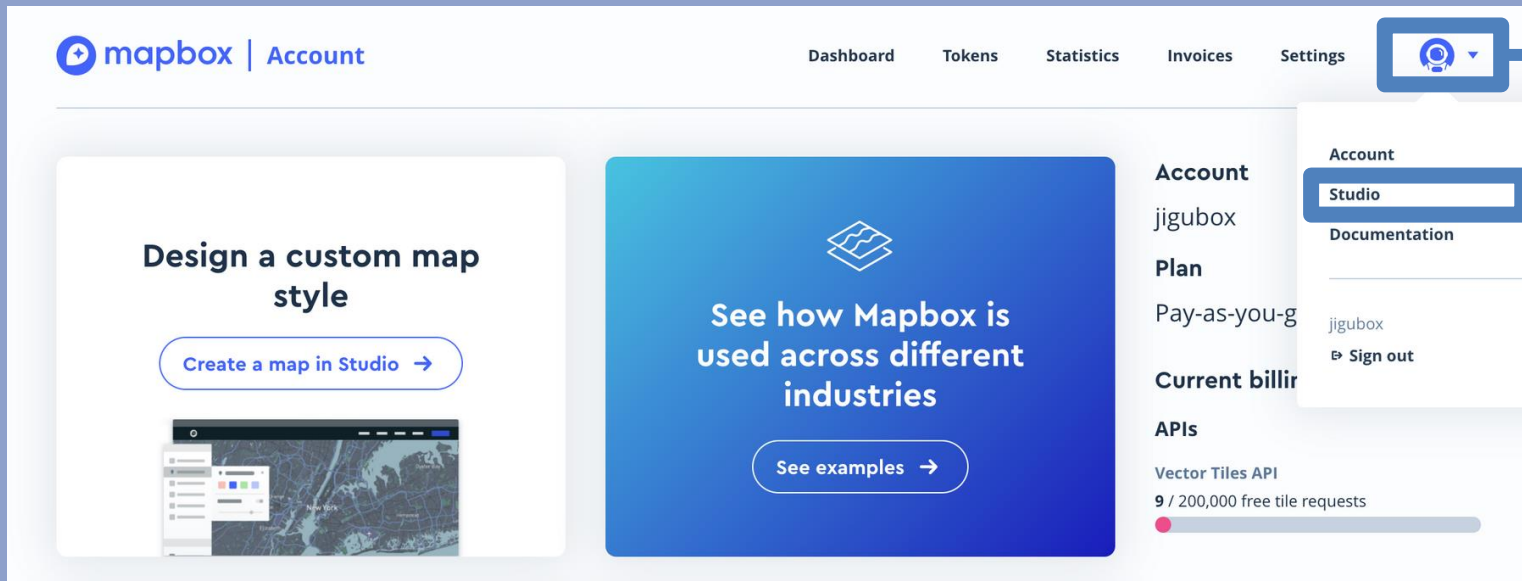 mapbox | Account
Dashboard
Tokens
Statistics
Invoices
Settings
Design a custom map
style
Create a map in Studio →
New York
See how Mapbox is
used across different
industries
See examples →
Account
jigubox
Plan
Pay-as-you-g
Current billin
APIs
Vector Tiles API
9 / 200,000 free tile requests
Account
Studio
Documentation
jigubox
Sign out